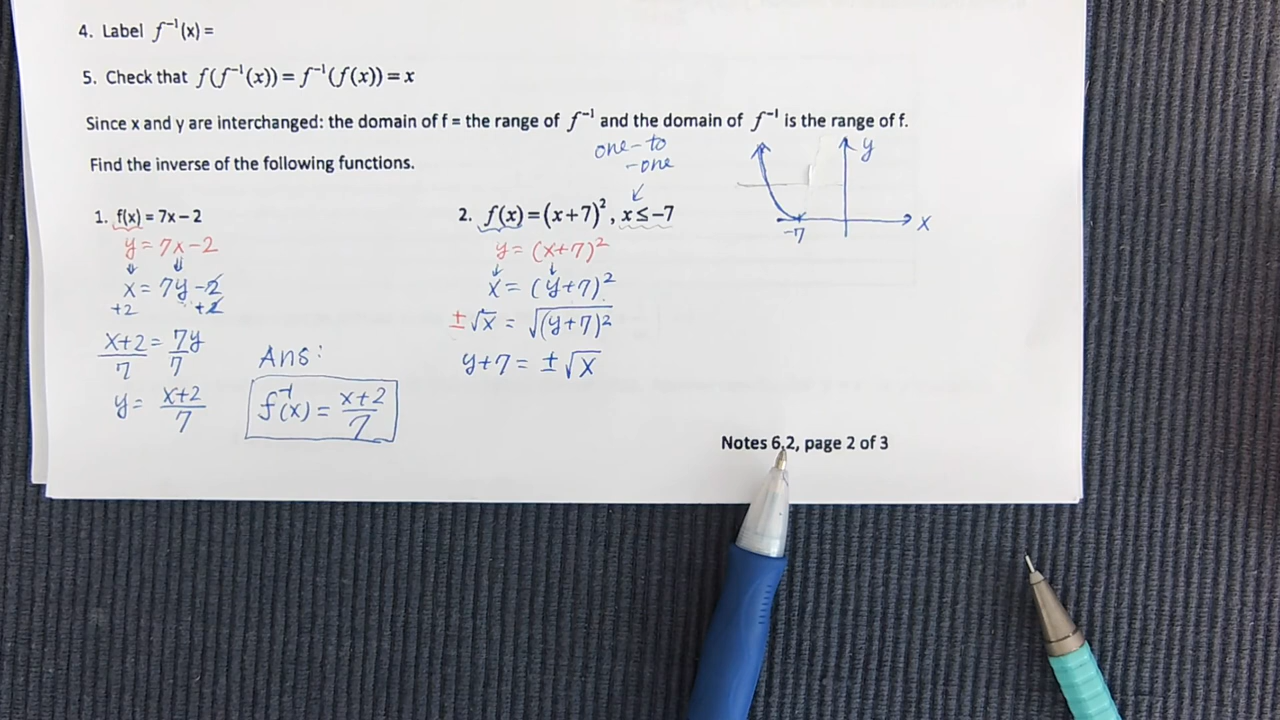 4. Label f⁻¹(x) =
5. Check that f(f⁻¹(x)) = f⁻¹(f(x)) = x
Since x and y are interchanged: the domain of f = the range of f⁻¹ and the domain of f⁻¹ is the range of f.
Find the inverse of the following functions.
1. f(x) = 7x – 2
y = 7x – 2
x = 7y – 2
+2 +2
x+2 = 7y
7 7
y = x+2
7
Ans:
f⁻¹(x) = x+2
7
one-to
-one
2. f(x) = (x+7)², x ≤ –7
y = (x+7)²
x = (y+7)²
±√x = √(y+7)²
y+7 = ±√x
y
x
-7
Notes 6.2, page 2 of 3